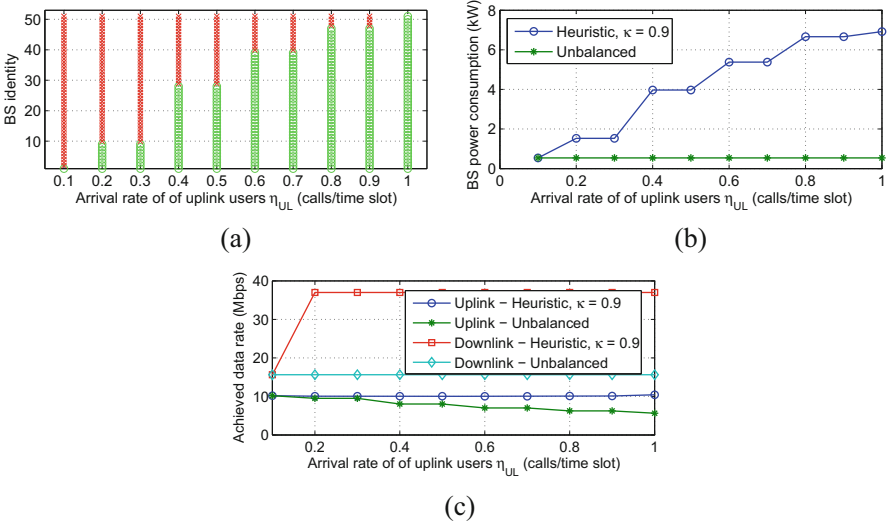 50
40
30
20
10
BS identity
0.1 0.2 0.3 0.4 0.5 0.6 0.7 0.8 0.9 1
Arrival rate of of uplink users ηUL (calls/time slot)
(a)
8
6
4
2
0
BS power consumption (kW)
Heuristic, κ = 0.9
Unbalanced
0 0.2 0.4 0.6 0.8 1
Arrival rate of of uplink users ηUL (calls/time slot)
(b)
40
30
20
10
0
Achieved data rate (Mbps)
Uplink − Heuristic, κ = 0.9
Uplink − Unbalanced
Downlink − Heuristic, κ = 0.9
Downlink − Unbalanced
0.2 0.4 0.6 0.8 1
Arrival rate of of uplink users ηUL (calls/time slot)
(c)